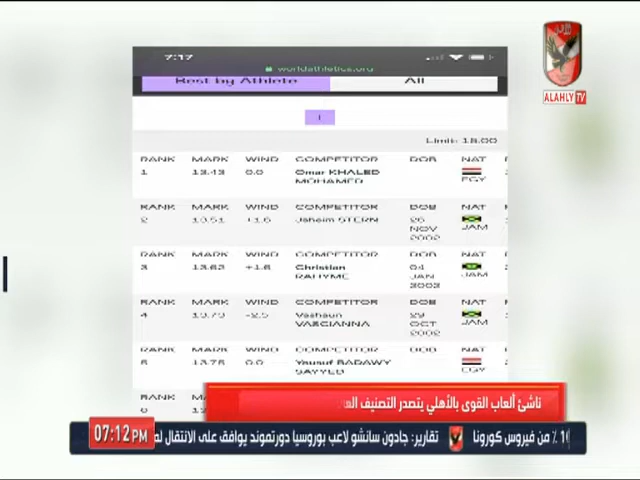 7:17
worldathletics.org
Best by Athlete
All
1
Limit: 18.00
RANK MARK WIND COMPETITOR DOB NAT
1 13.43 0.0 Omar KHALED MOHAMED EGY
RANK MARK WIND COMPETITOR DOB NAT
2 13.51 +1.6 Jaheim STERN 26 NOV 2002 JAM
RANK MARK WIND COMPETITOR DOB NAT
3 13.62 +1.6 Christian 04 JAN 2003 JAM
RANK MARK WIND COMPETITOR DOB NAT
4 13.73 -2.5 Vashaun VASCIANNA 29 OCT 2002 JAM
RANK MARK WIND COMPETITOR DOB NAT
5 13.75 0.0 Yousuf BADAWY SAYYED EGY
RANK
6
ALAHLY TV
ناشئ ألعاب القوى بالأهلي يتصدر التصنيف
٪ من فيروس كورونا تقارير: جادون سانشو لاعب بوروسيا دورتموند يوافق على الانتقال
07:12 PM